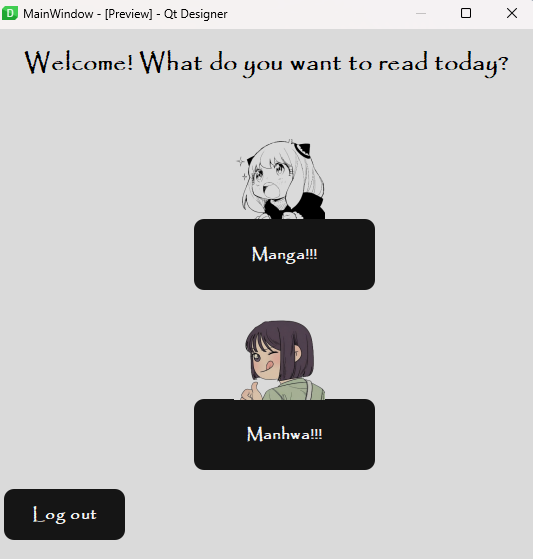 D MainWindow - [Preview] - Qt Designer
Welcome! What do you want to read today?
Manga!!!
Manhwa!!!
Log out